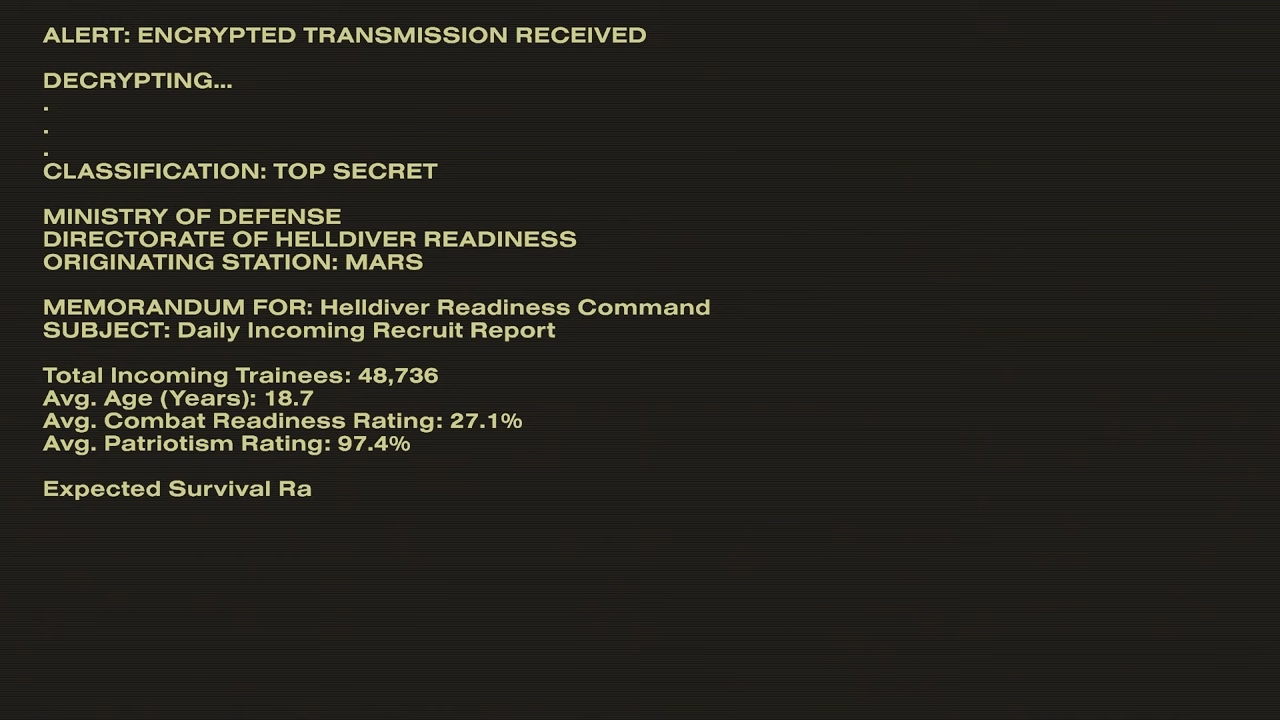 ALERT: ENCRYPTED TRANSMISSION RECEIVED
DECRYPTING...
.
.
.
CLASSIFICATION: TOP SECRET
MINISTRY OF DEFENSE
DIRECTORATE OF HELLDIVER READINESS
ORIGINATING STATION: MARS
MEMORANDUM FOR: Helldiver Readiness Command
SUBJECT: Daily Incoming Recruit Report
Total Incoming Trainees: 48,736
Avg. Age (Years): 18.7
Avg. Combat Readiness Rating: 27.1%
Avg. Patriotism Rating: 97.4%
Expected Survival Ra